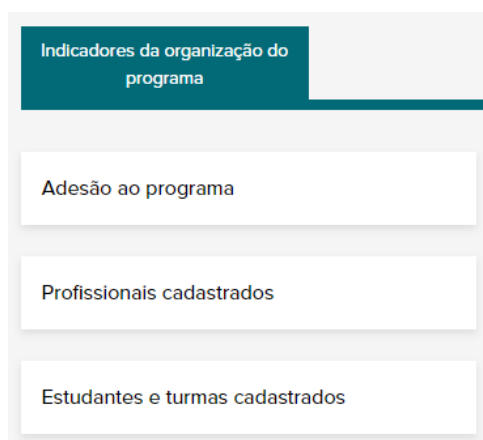 Indicadores da organização do
programa
Adesão ao programa
Profissionais cadastrados
Estudantes e turmas cadastrados